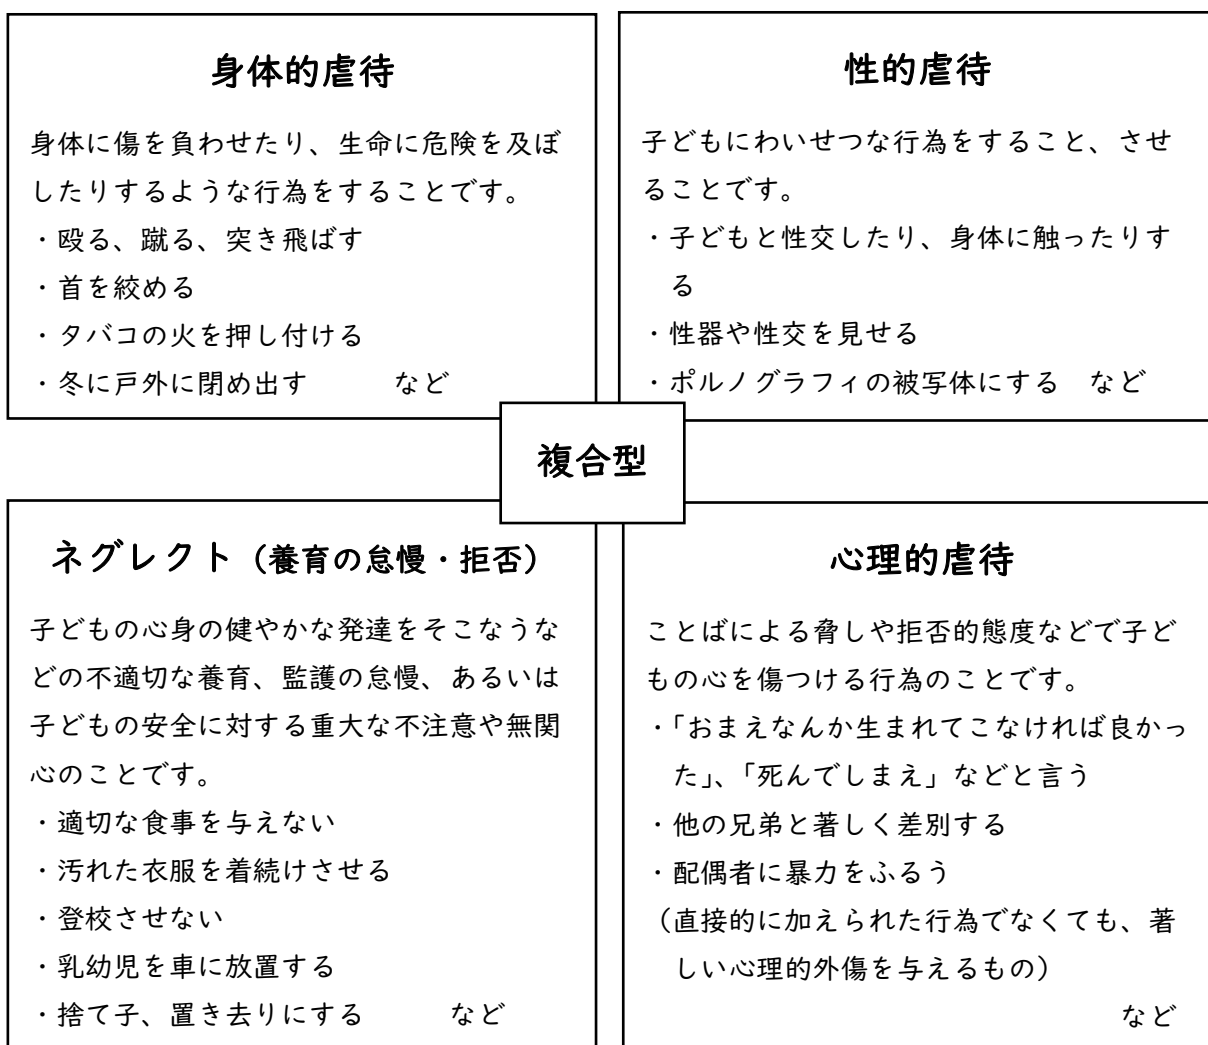 身体的虐待
身体に傷を負わせたり、生命に危険を及ぼ
したりするような行為をすることです。
・殴る、蹴る、突き飛ばす
・首を絞める
・タバコの火を押し付ける
・冬に戸外に閉め出す　　　など
性的虐待
子どもにわいせつな行為をすること、させ
ることです。
・子どもと性交したり、身体に触ったりす
る
・性器や性交を見せる
・ポルノグラフィの被写体にする　など
複合型
ネグレクト（養育の怠慢・拒否）
子どもの心身の健やかな発達をそこなうな
どの不適切な養育、監護の怠慢、あるいは
子どもの安全に対する重大な不注意や無関
心のことです。
・適切な食事を与えない
・汚れた衣服を着続けさせる
・登校させない
・乳幼児を車に放置する
・捨て子、置き去りにする　　　など
心理的虐待
ことばによる脅しや拒否的態度などで子ど
もの心を傷つける行為のことです。
・「おまえなんか生まれてこなければ良かっ
た」、「死んでしまえ」などと言う
・他の兄弟と著しく差別する
・配偶者に暴力をふるう
（直接的に加えられた行為でなくても、著
しい心理的外傷を与えるもの）
など